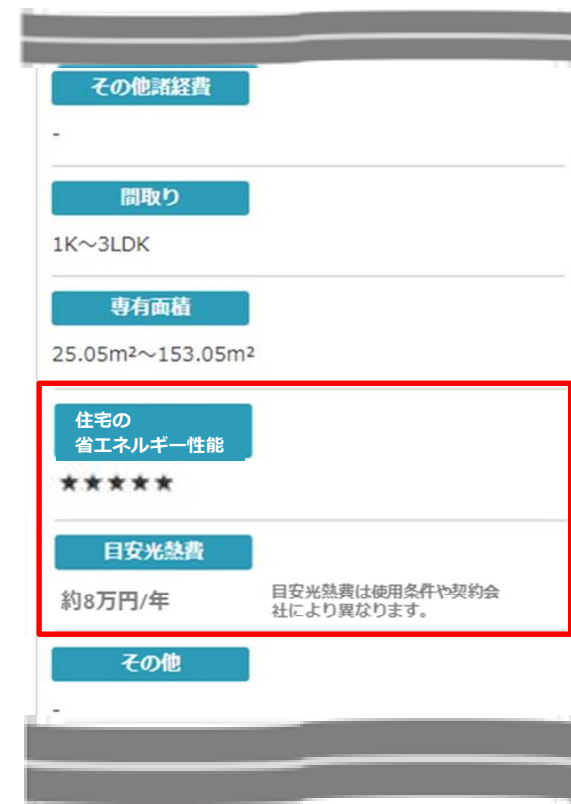 その他諸経費
-
間取り
1K～3LDK
専有面積
25.05m²～153.05m²
住宅の
省エネルギー性能
★★★★★
目安光熱費
約8万円/年
目安光熱費は使用条件や契約会
社により異なります。
その他
-